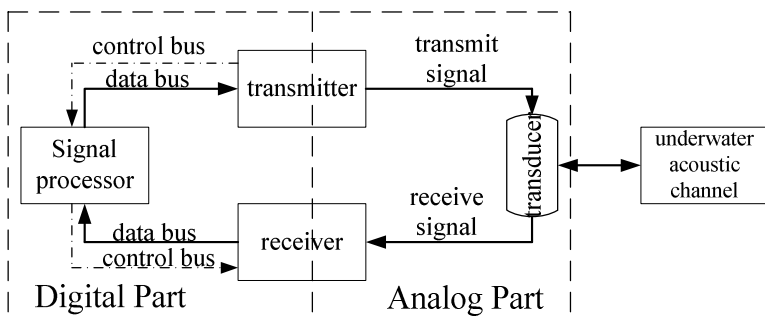 control bus
data bus
transmitter
transmit
signal
Signal
processor
transducer
underwater
acoustic
channel
receive
signal
data bus
control bus
receiver
Digital Part
Analog Part